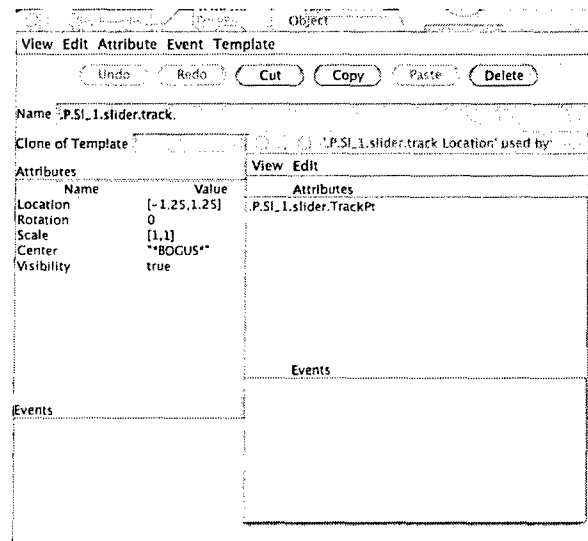 Object
View Edit Attribute Event Template
Undo Redo Cut Copy Paste Delete
Name .P.SI_1.slider.track.
Clone of Template
Attributes
Name Value
Location [-1.25,1.25]
Rotation 0
Scale [1,1]
Center "*BOGUS*"
Visibility true
Events
'.P.SI_1.slider.track Location' used by
View Edit
Attributes
.P.SI_1.slider.TrackPt
Events